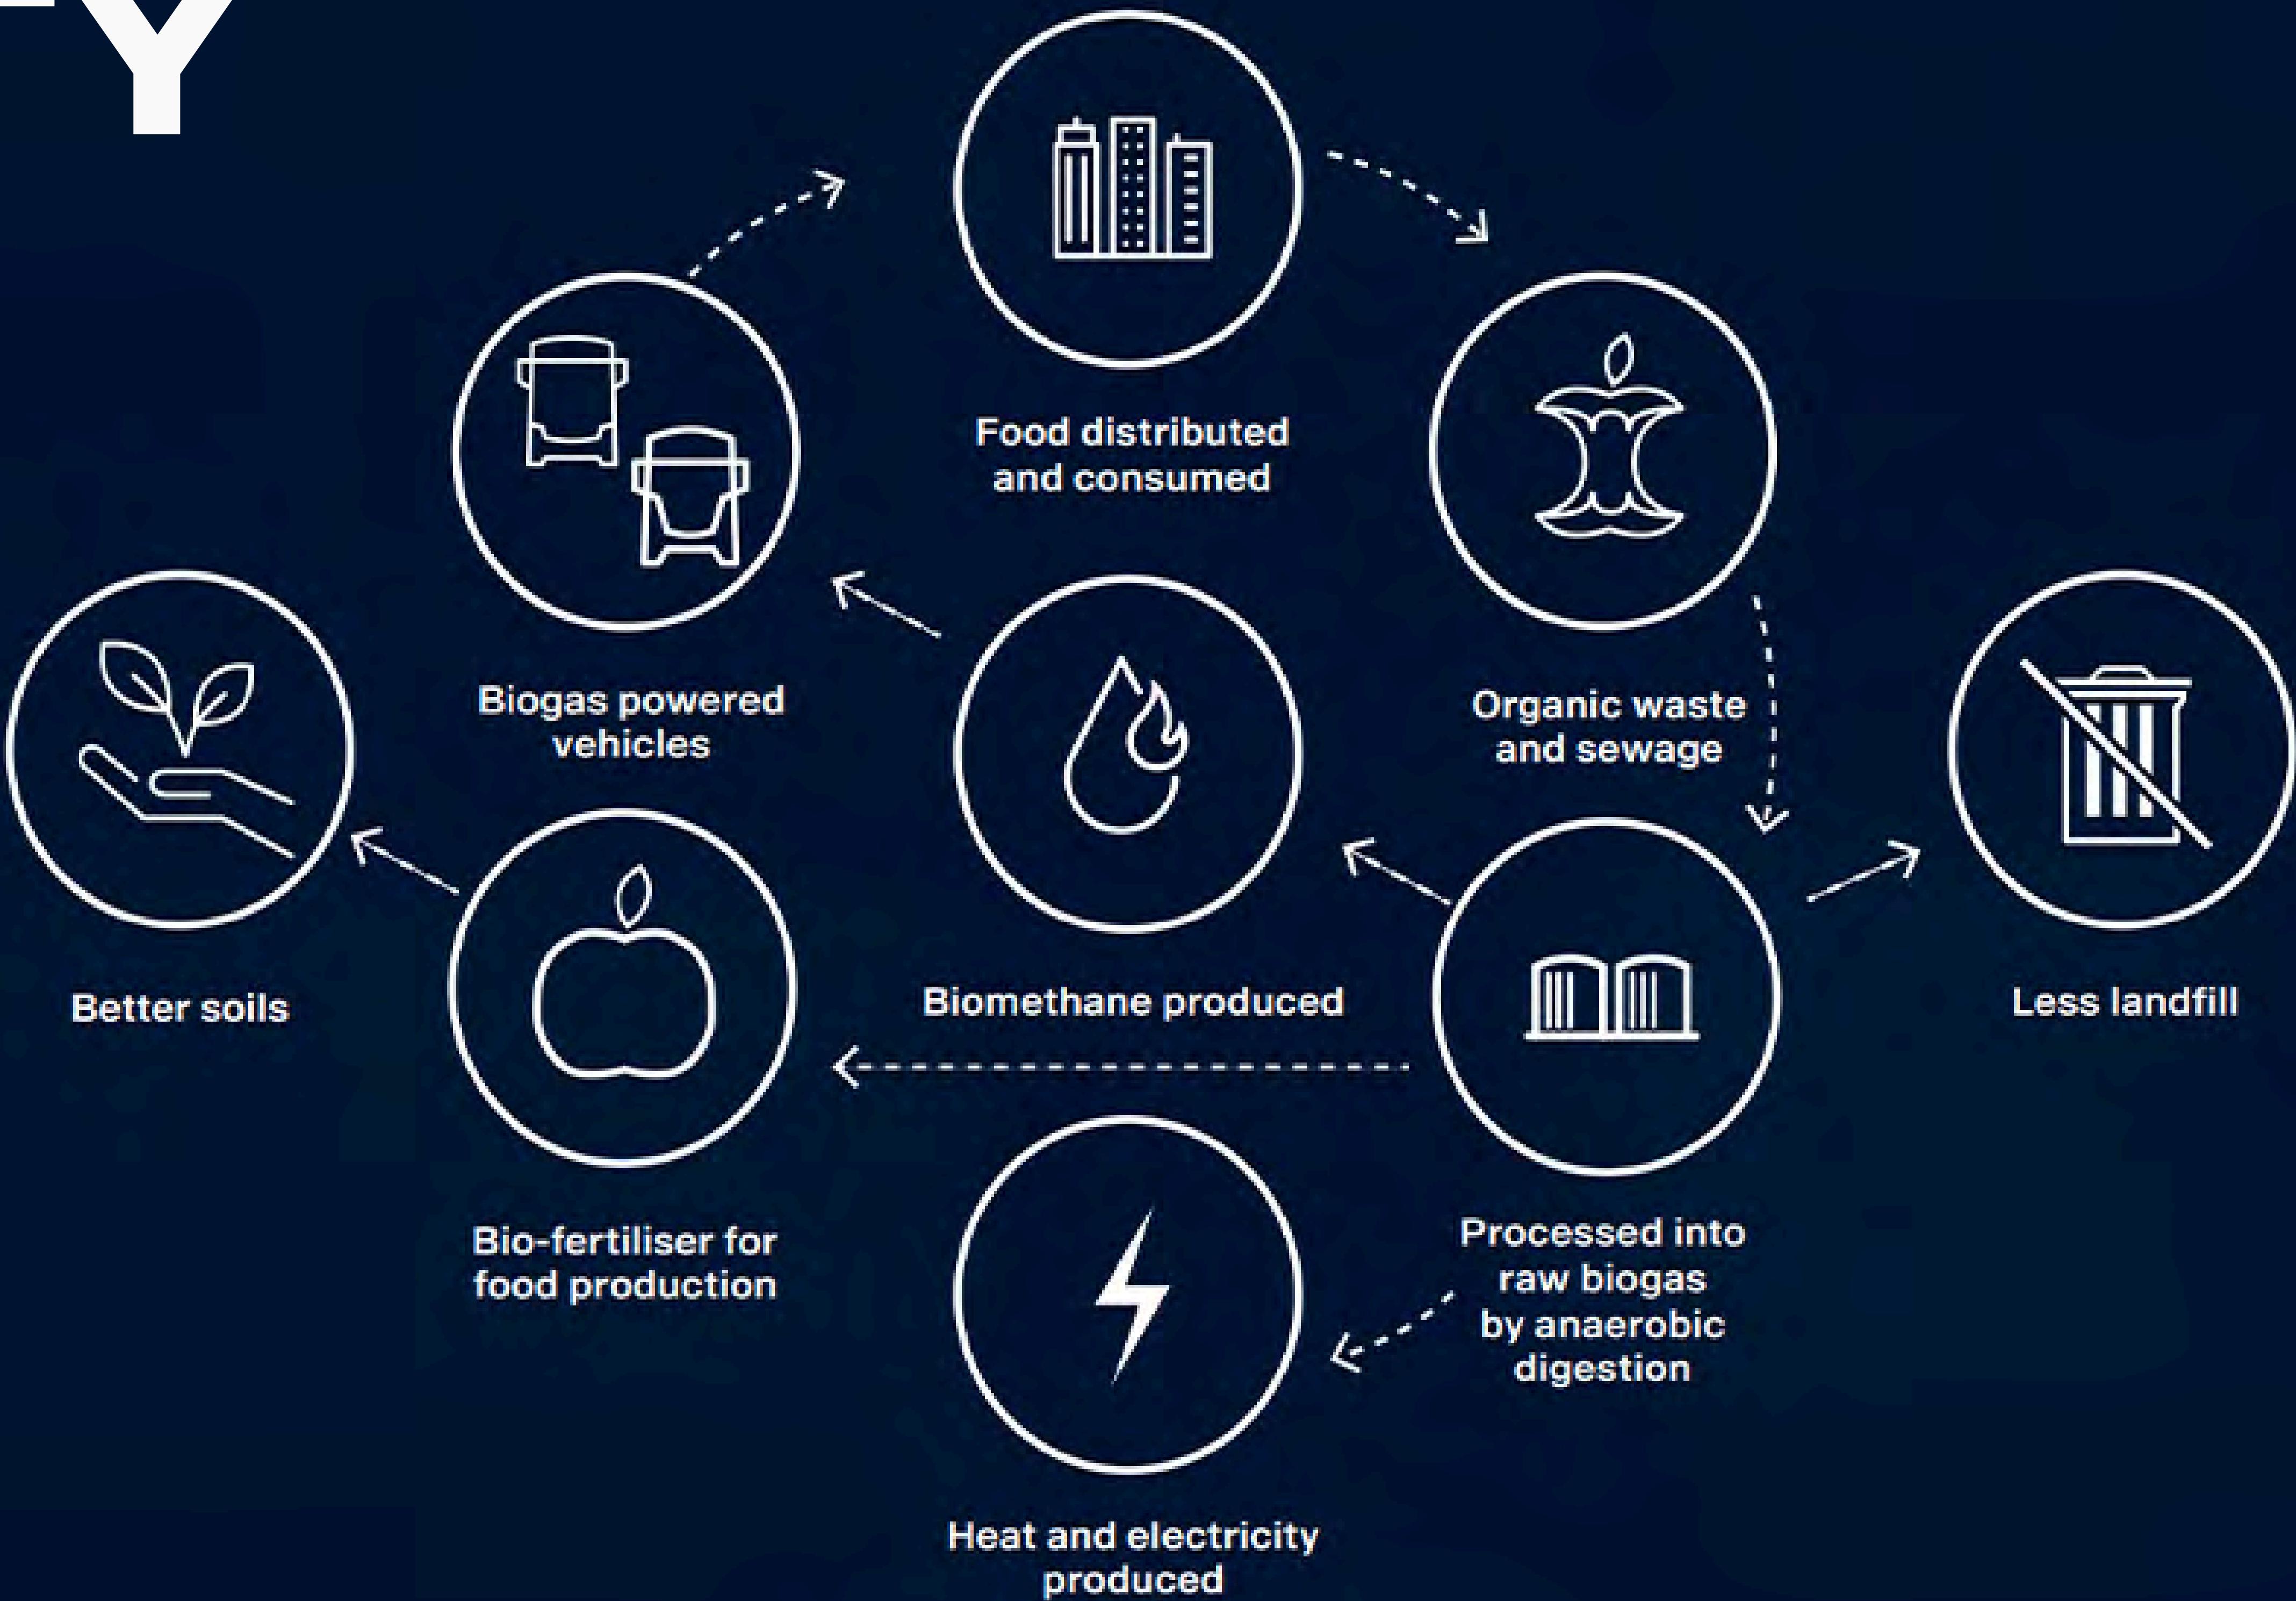 Y
Food distributed
and consumed
Biogas powered
vehicles
Organic waste
and sewage
Better soils
Biomethane produced
Less landfill
Bio-fertiliser for
food production
Processed into
raw biogas
by anaerobic
digestion
Heat and electricity
produced